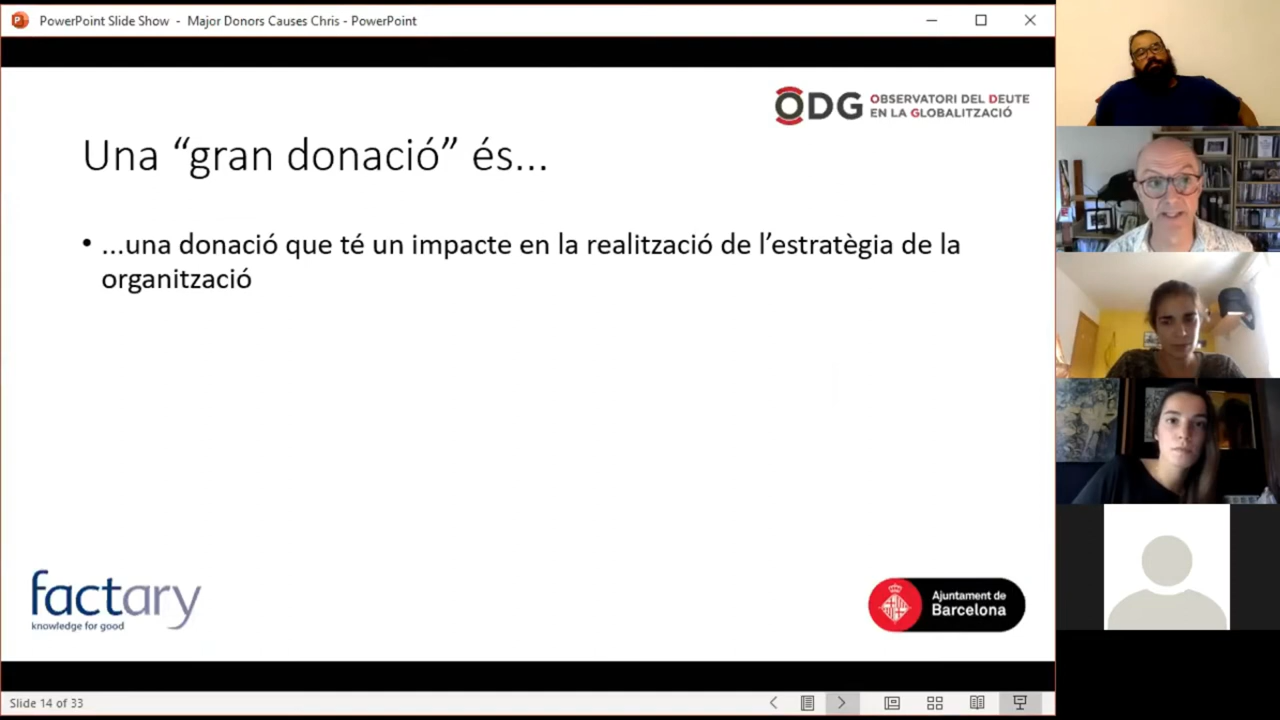 PowerPoint Slide Show - Major Donors Causes Chris - PowerPoint
ODG OBSERVATORI DEL DEUTE
EN LA GLOBALITZACIÓ
Una “gran donació” és...
• ...una donació que té un impacte en la realització de l’estratègia de la
organització
factary
knowledge for good
Ajuntament de
Barcelona
Slide 14 of 33